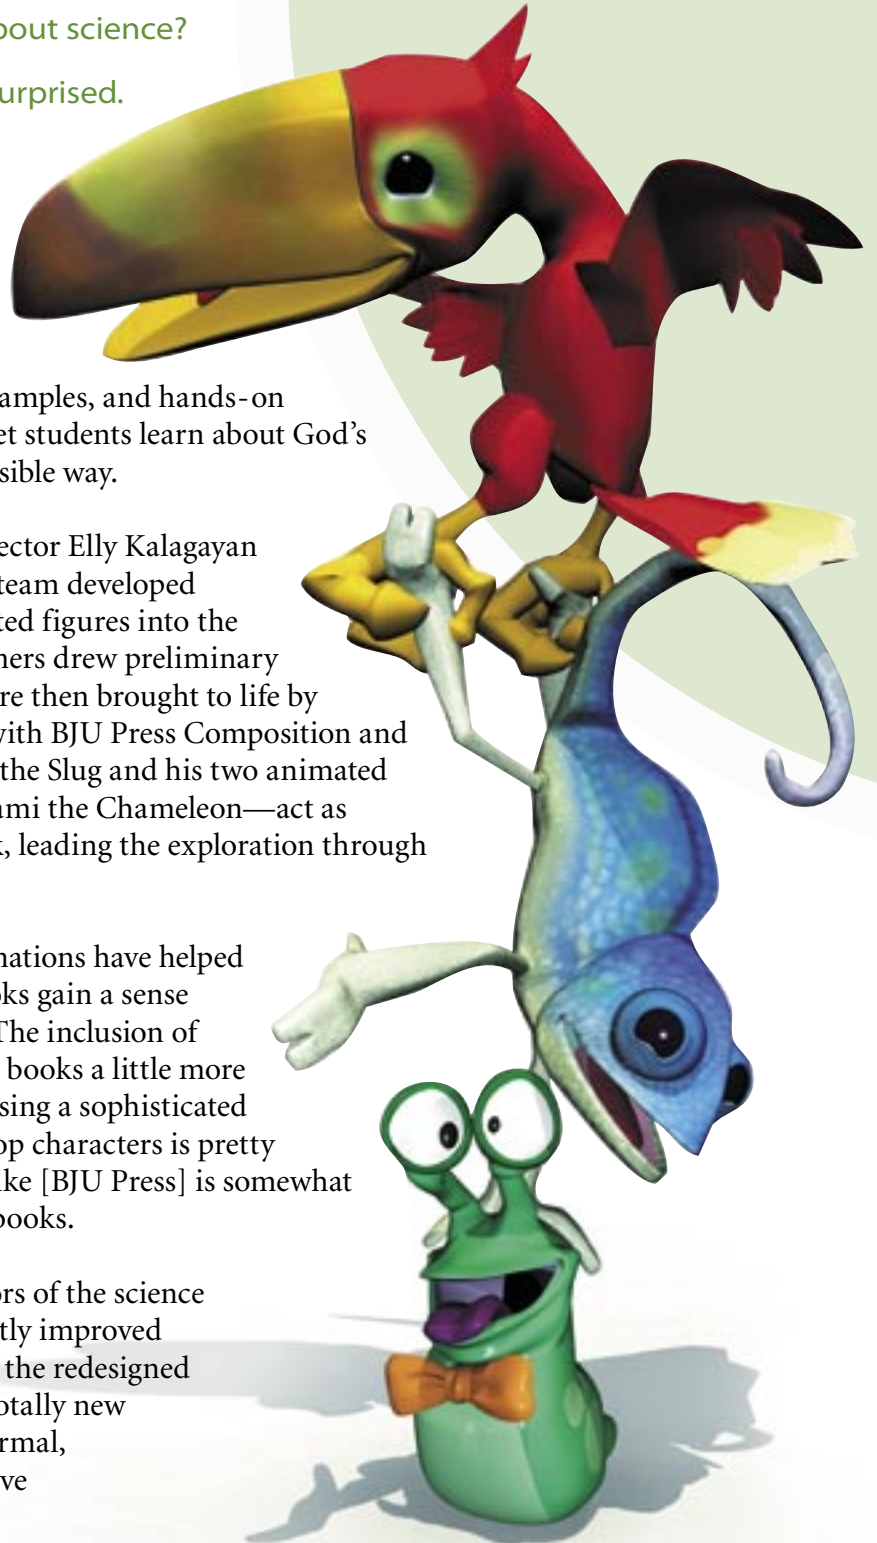 bout science?
urprised.
amples, and hands-on
et students learn about God’s
sible way.
ector Elly Kalagayan
team developed
ted figures into the
ners drew preliminary
re then brought to life by
with BJU Press Composition and
the Slug and his two animated
ami the Chameleon—act as
, leading the exploration through
nations have helped
oks gain a sense
The inclusion of
books a little more
sing a sophisticated
op characters is pretty
ike [BJU Press] is somewhat
books.
ors of the science
tly improved
the redesigned
otally new
rmal,
ve